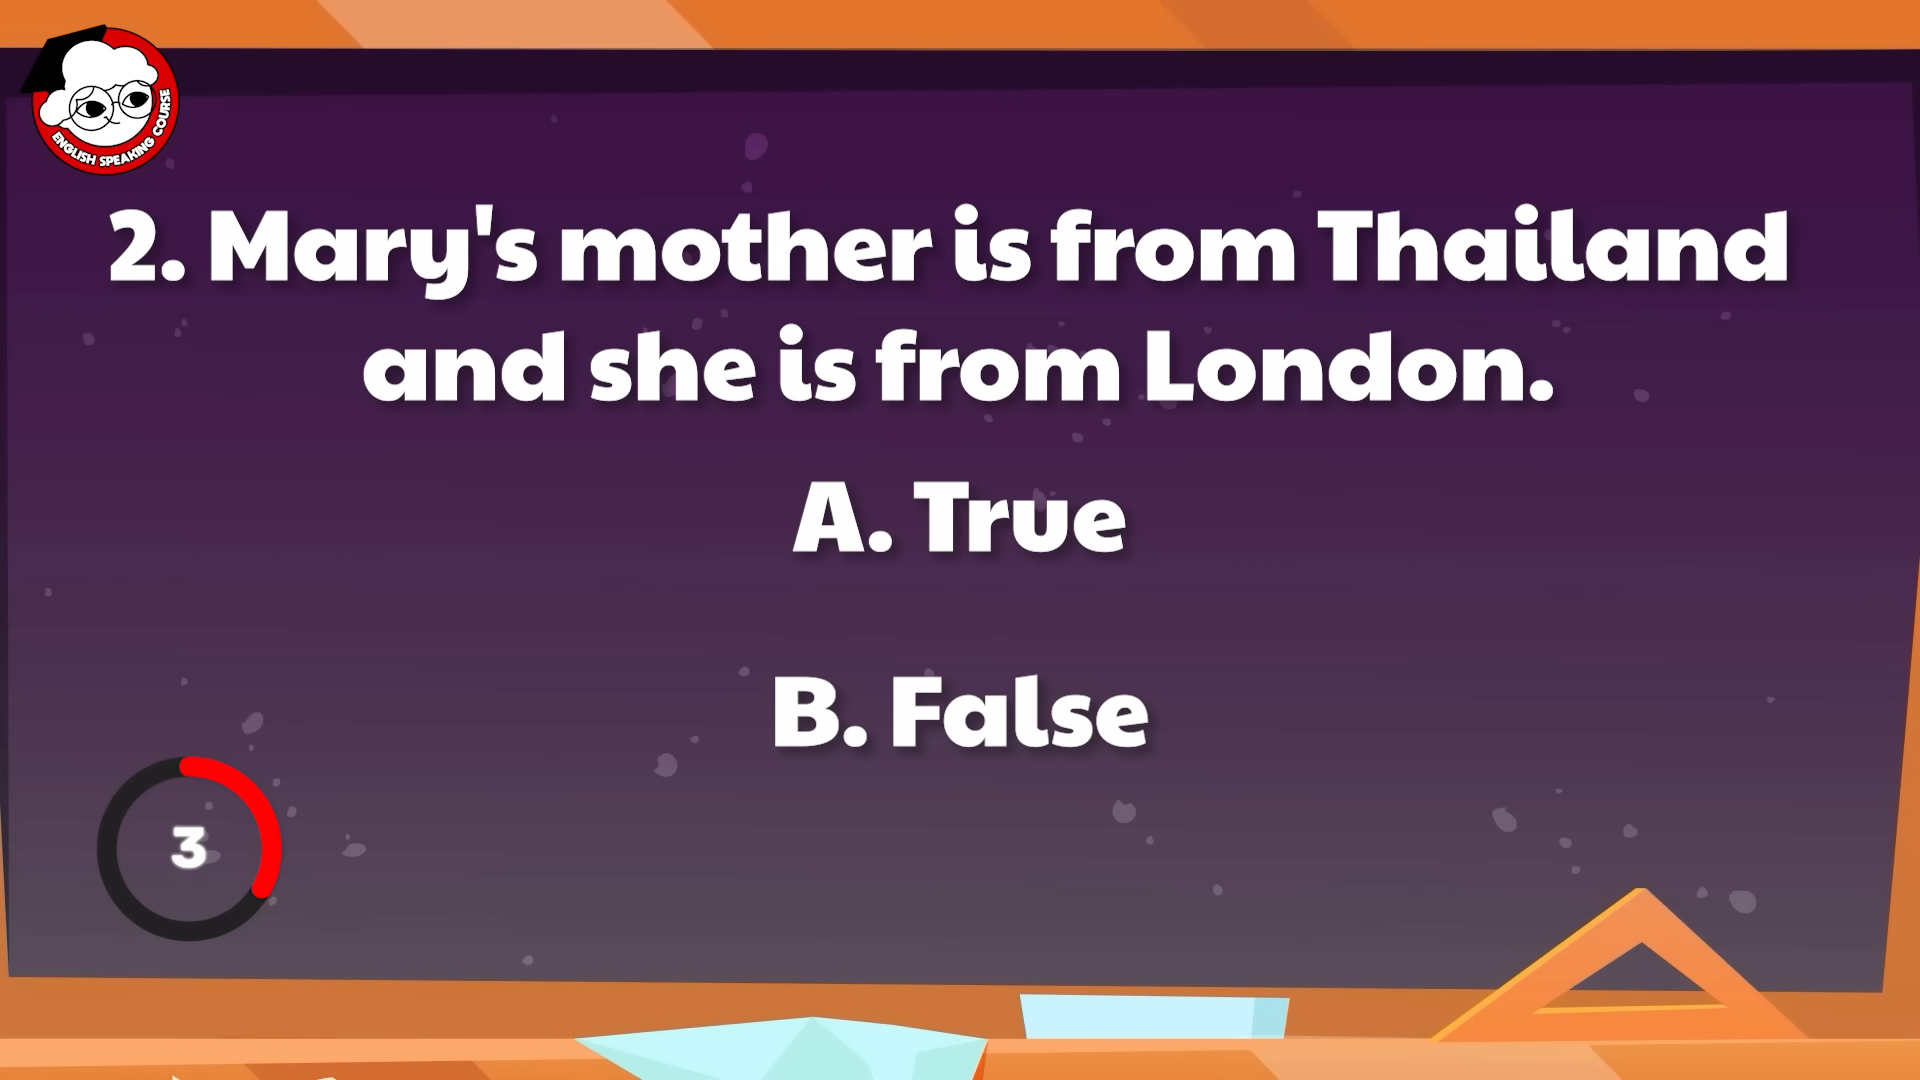 ENGLISH SPEAKING COURSE
2. Mary's mother is from Thailand
and she is from London.
A. True
B. False
3